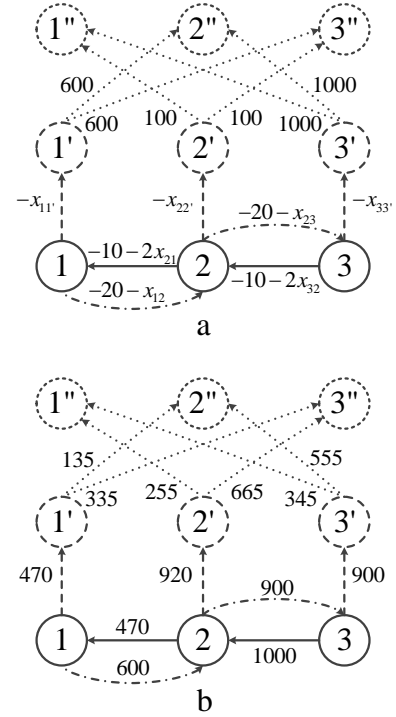 1" 2" 3"
600 1000
600 100 100 1000
1' 2' 3'
−x₁₁' −x₂₂' −x₃₃'
−20−x₂₃
−10−2x₂₁
1 2 3
−10−2x₃₂
−20−x₁₂
a
1" 2" 3"
135 555
335 255 665 345
1' 2' 3'
470 920 900
900
470
1 2 3
600 1000
b